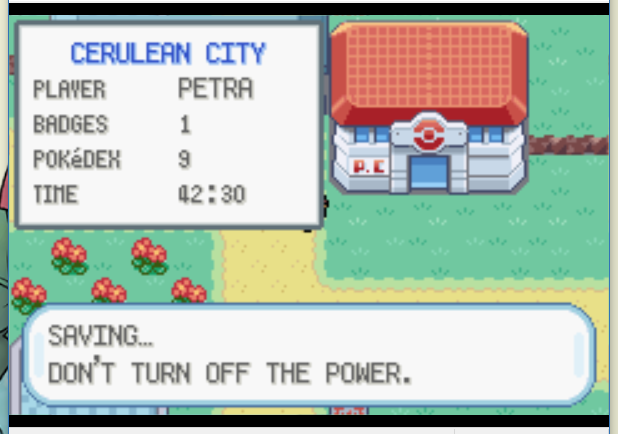 CERULEAN CITY
PLAYER PETRA
BADGES 1
POKéDEX 9
TIME 42:30
P.C
SAVING...
DON'T TURN OFF THE POWER.